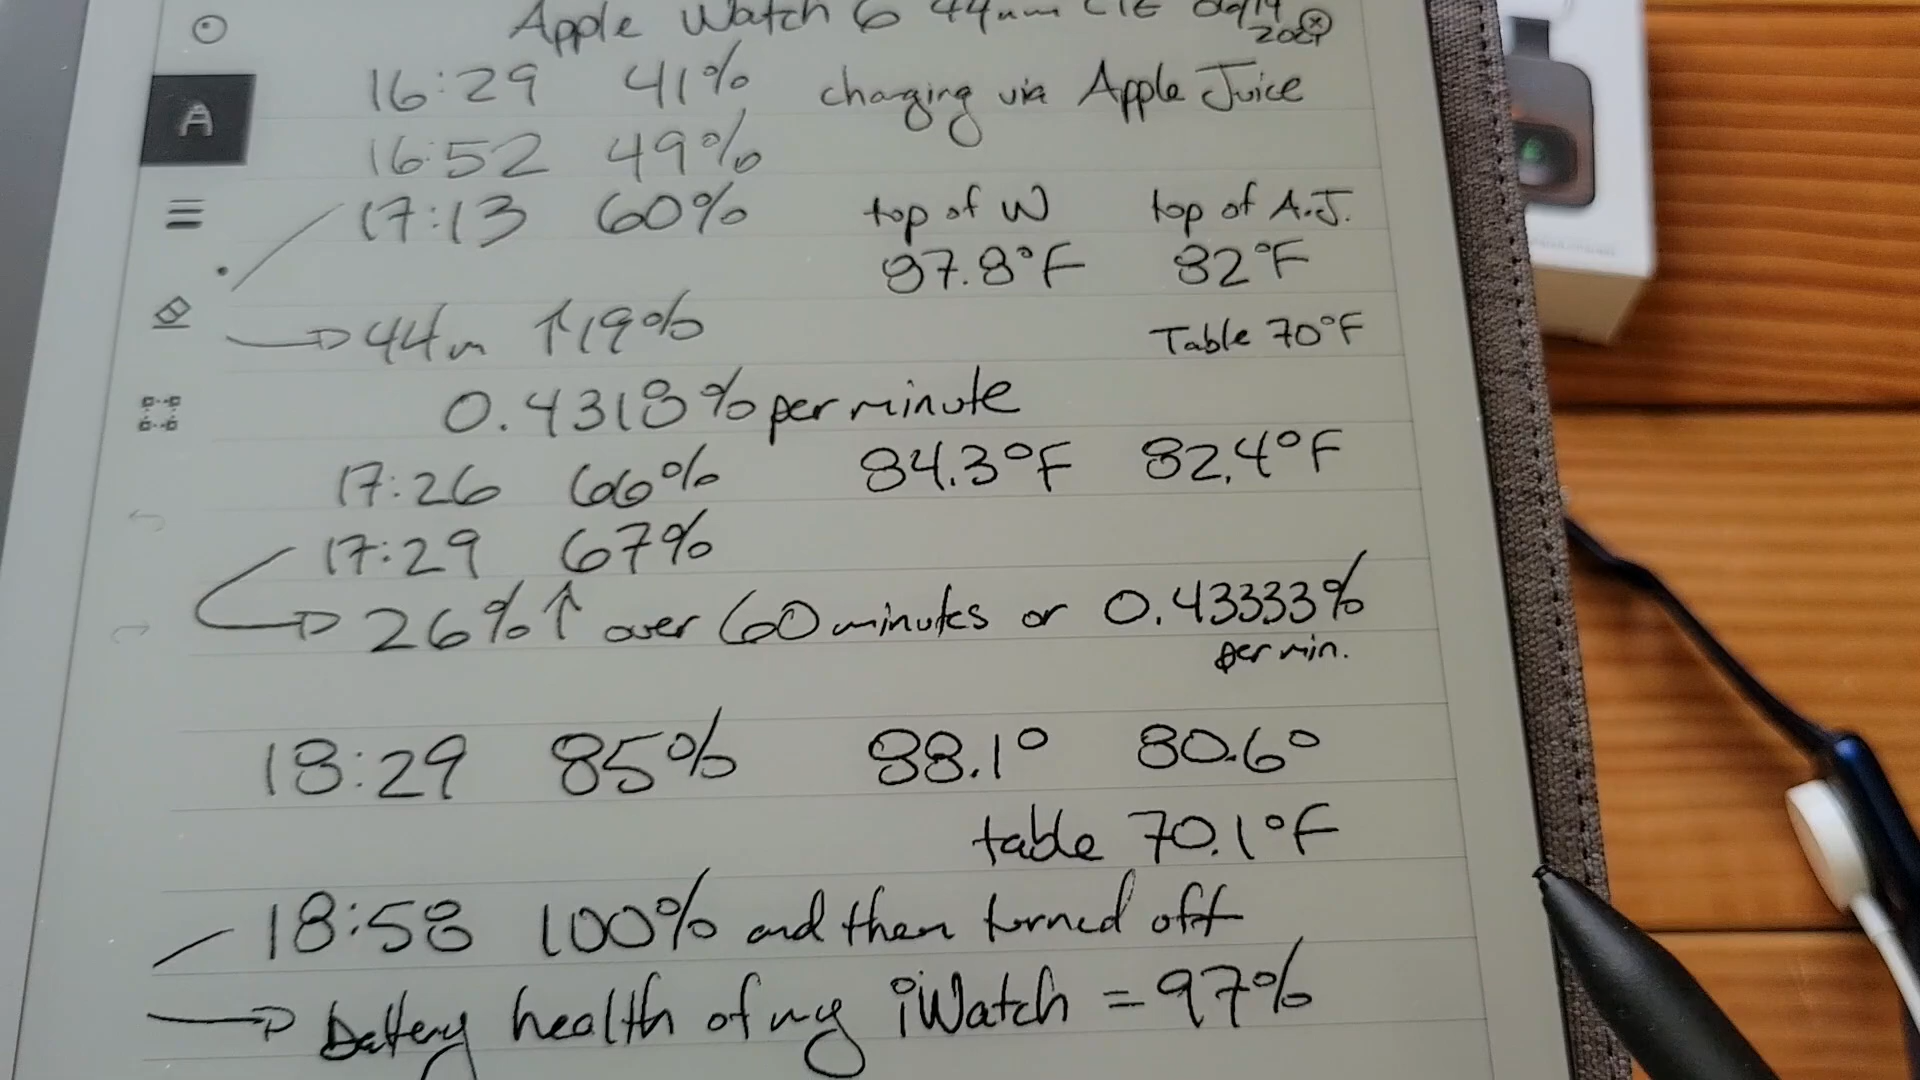 Apple Watch 6 44mm LTE
16:29 41% charging via Apple Juice
16:52 49%
17:13 60% top of W top of A.J.
87.8°F 82°F
→ 44m ↑19% Table 70°F
0.4318% per minute
17:26 66% 84.3°F 82.4°F
17:29 67%
→ 26%↑ over 60 minutes or 0.43333%
per min.
18:29 85% 88.1° 80.6°
table 70.1°F
18:58 100% and then turned off
→ Battery health of my iWatch = 97%
A